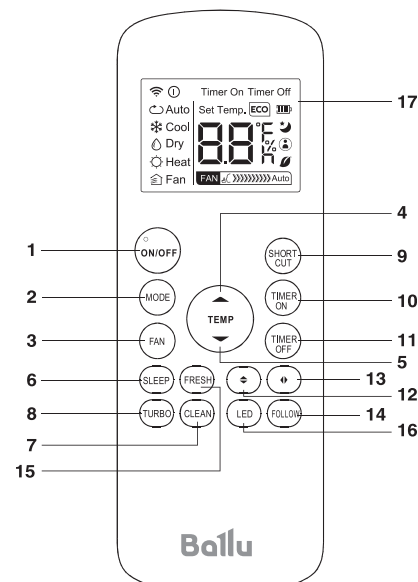 Timer On Timer Off
Auto Set Temp. ECO
17
Cool
88 °F
Dry
% h
Heat
Fan FAN Auto
4
1
ON/OFF
SHORT CUT
9
2
MODE
TEMP
TIMER ON
10
3
FAN
TIMER OFF
11
5
6
SLEEP
FRESH
13
12
8
TURBO
CLEAN
LED
FOLLOW
14
7
16
15
Ballu